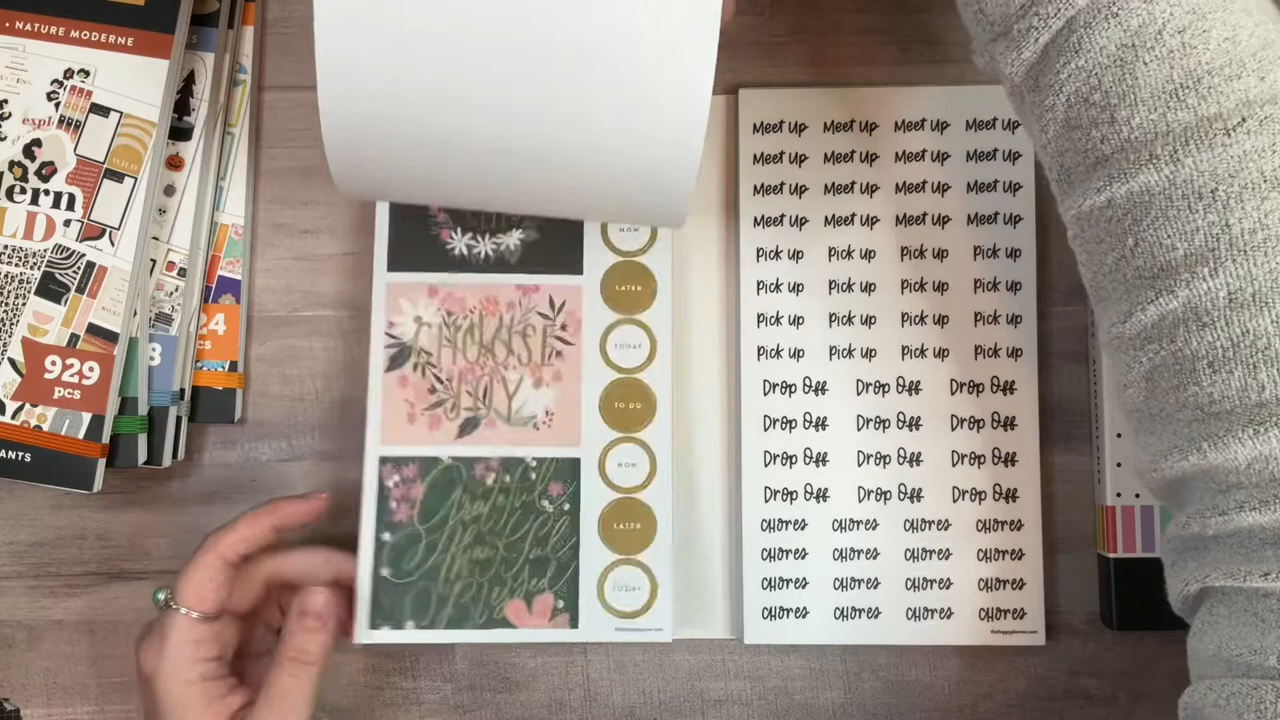 • NATURE MODERNE
WILD
929
pcs
24
NOW
LATER
TODAY
TO DO
NOW
LATER
TODAY
CHOOSE
JOY
Grateful
Thankful
Blessed
thehappyplanner.com
Meet Up Meet Up Meet Up Meet Up
Meet Up Meet Up Meet Up Meet Up
Meet Up Meet Up Meet Up Meet Up
Meet Up Meet Up Meet Up Meet Up
Pick up Pick up Pick up Pick up
Pick up Pick up Pick up Pick up
Pick up Pick up Pick up Pick up
Pick up Pick up Pick up Pick up
Drop Off Drop Off Drop Off
Drop Off Drop Off Drop Off
Drop Off Drop Off Drop Off
Drop Off Drop Off Drop Off
CHores CHores CHores CHores
CHores CHores CHores CHores
CHores CHores CHores CHores
CHores CHores CHores CHores
thehappyplanner.com